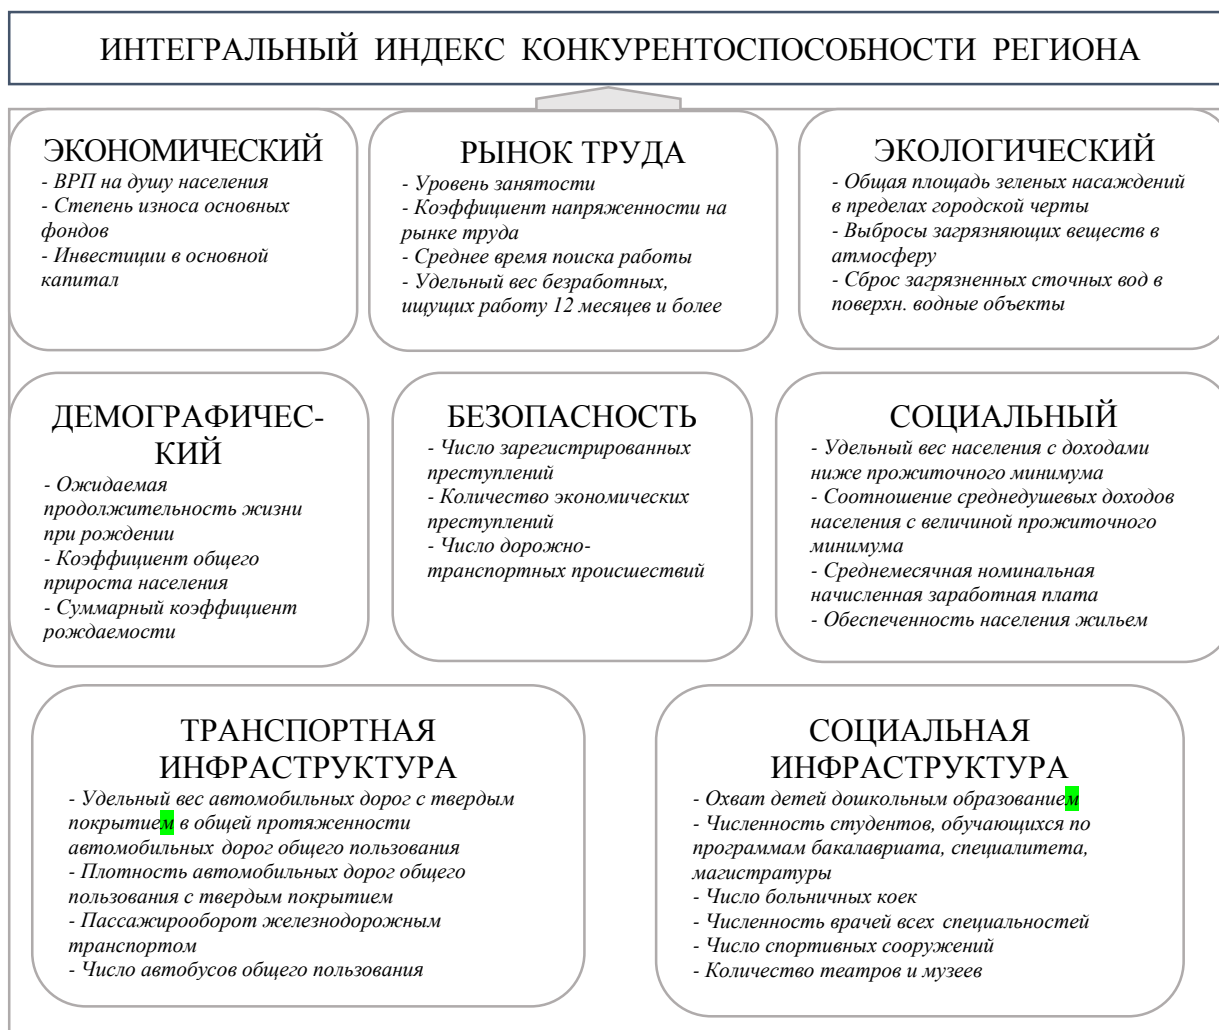 ИНТЕГРАЛЬНЫЙ ИНДЕКС КОНКУРЕНТОСПОСОБНОСТИ РЕГИОНА
ЭКОНОМИЧЕСКИЙ
- ВРП на душу населения
- Степень износа основных
фондов
- Инвестиции в основной
капитал
РЫНОК ТРУДА
- Уровень занятости
- Коэффициент напряженности на
рынке труда
- Среднее время поиска работы
- Удельный вес безработных,
ищущих работу 12 месяцев и более
ЭКОЛОГИЧЕСКИЙ
- Общая площадь зеленых насаждений
в пределах городской черты
- Выбросы загрязняющих веществ в
атмосферу
- Сброс загрязненных сточных вод в
поверхн. водные объекты
ДЕМОГРАФИЧЕС-
КИЙ
- Ожидаемая
продолжительность жизни
при рождении
- Коэффициент общего
прироста населения
- Суммарный коэффициент
рождаемости
БЕЗОПАСНОСТЬ
- Число зарегистрированных
преступлений
- Количество экономических
преступлений
- Число дорожно-
транспортных происшествий
СОЦИАЛЬНЫЙ
- Удельный вес населения с доходами
ниже прожиточного минимума
- Соотношение среднедушевых доходов
населения с величиной прожиточного
минимума
- Среднемесячная номинальная
начисленная заработная плата
- Обеспеченность населения жильем
ТРАНСПОРТНАЯ
ИНФРАСТРУКТУРА
- Удельный вес автомобильных дорог с твердым
покрытием в общей протяженности
автомобильных дорог общего пользования
- Плотность автомобильных дорог общего
пользования с твердым покрытием
- Пассажирооборот железнодорожным
транспортом
- Число автобусов общего пользования
СОЦИАЛЬНАЯ
ИНФРАСТРУКТУРА
- Охват детей дошкольным образованием
- Численность студентов, обучающихся по
программам бакалавриата, специалитета,
магистратуры
- Число больничных коек
- Численность врачей всех специальностей
- Число спортивных сооружений
- Количество театров и музеев